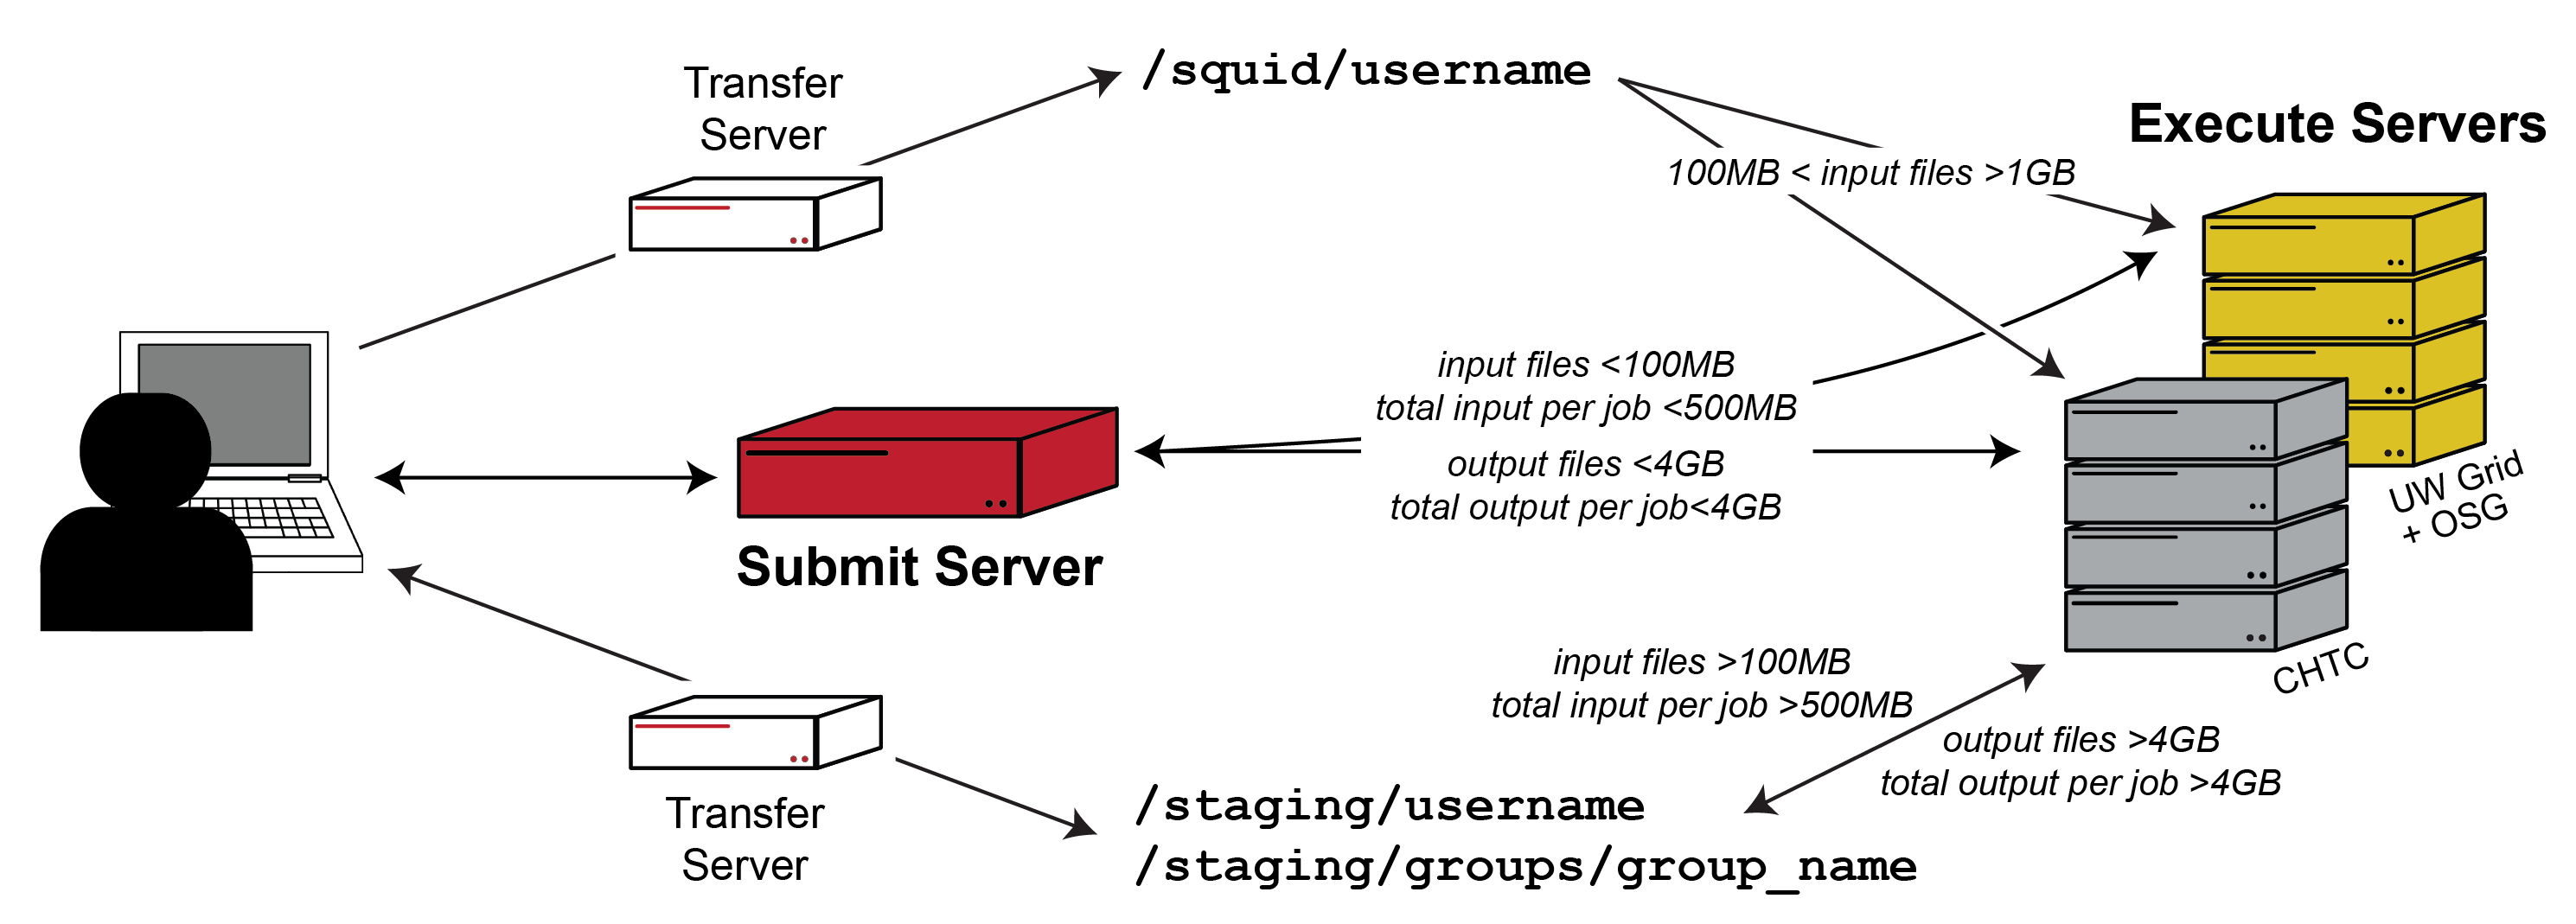 Transfer
Server
/squid/username
Execute Servers
100MB < input files >1GB
input files <100MB
total input per job <500MB
output files <4GB
total output per job<4GB
Submit Server
UW Grid
+ OSG
CHTC
input files >100MB
total input per job >500MB
output files >4GB
total output per job >4GB
Transfer
Server
/staging/username
/staging/groups/group_name